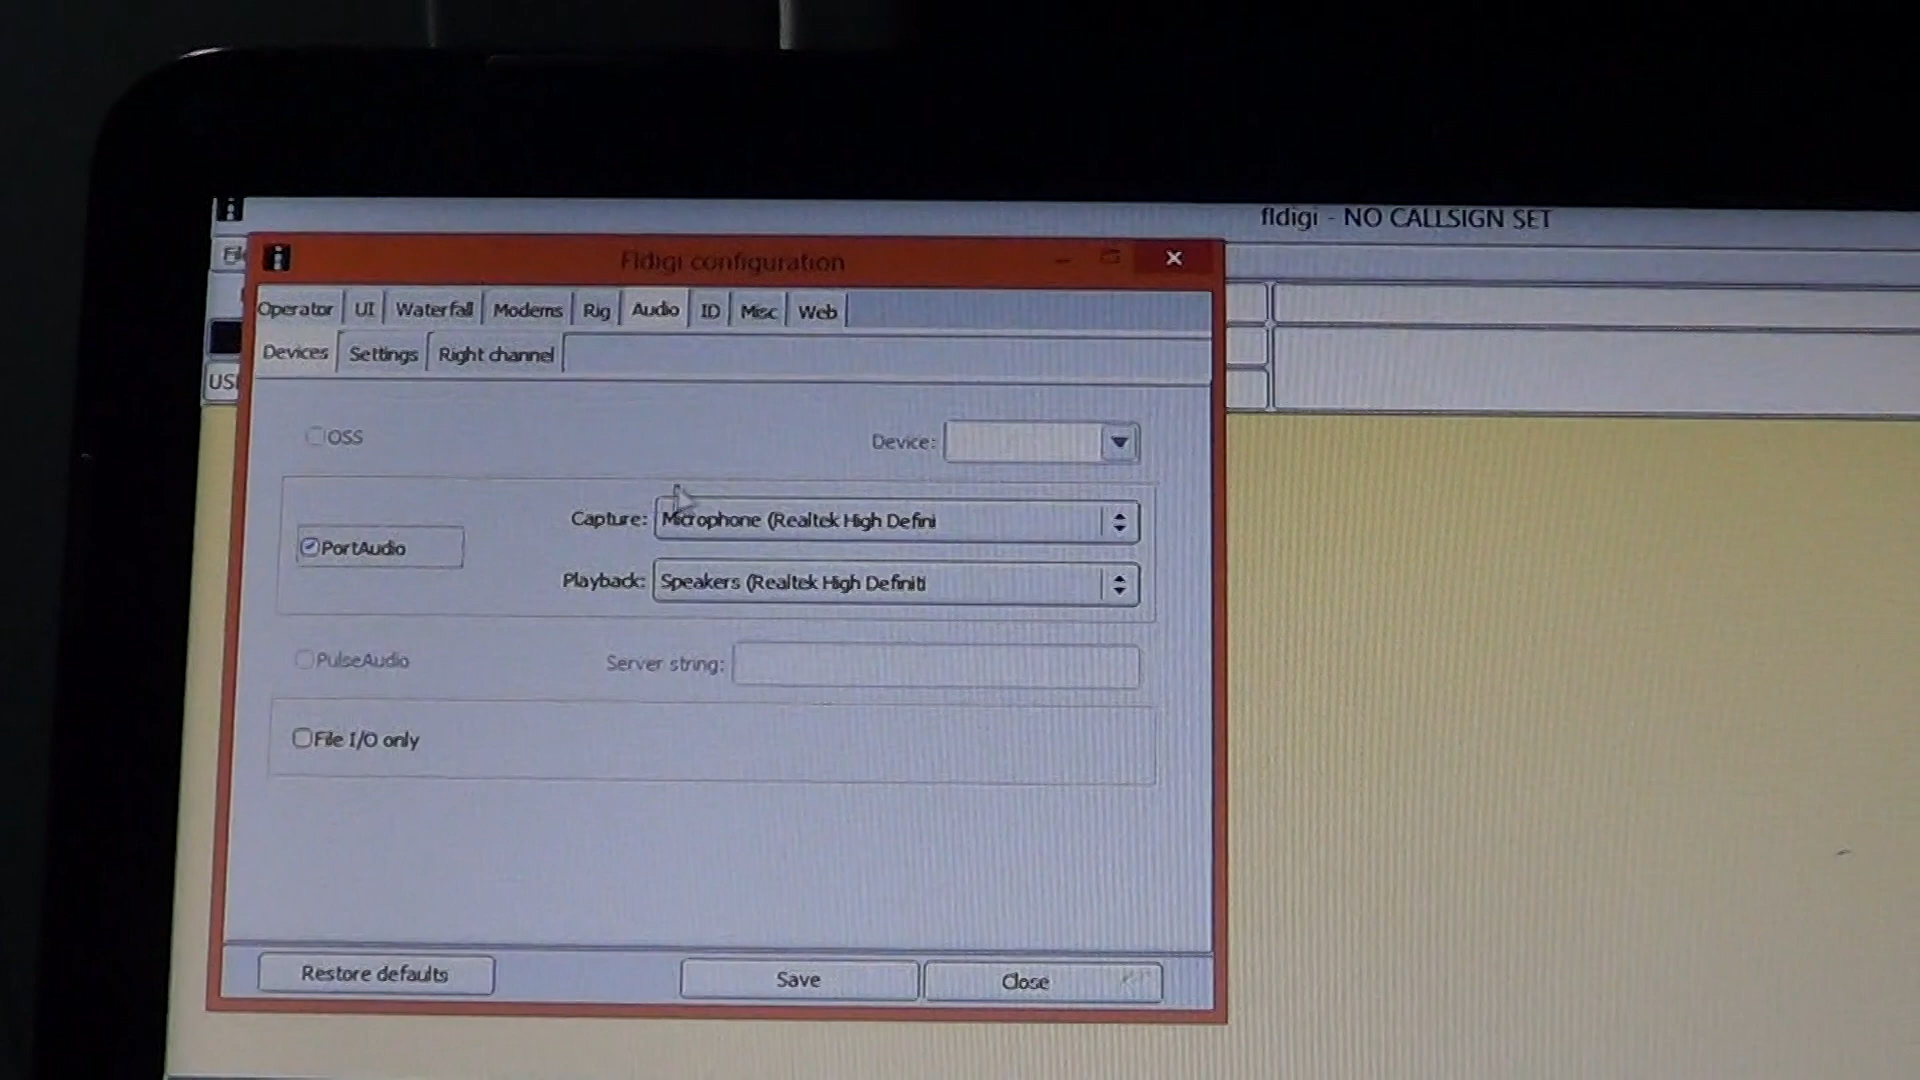 fldigi - NO CALLSIGN SET
Fldigi configuration
Operator UI Waterfall Modems Rig Audio ID Misc Web
Devices Settings Right channel
OSS Device:
Capture: Microphone (Realtek High Defini
PortAudio
Playback: Speakers (Realtek High Definiti
PulseAudio Server string:
File I/O only
Restore defaults Save Close